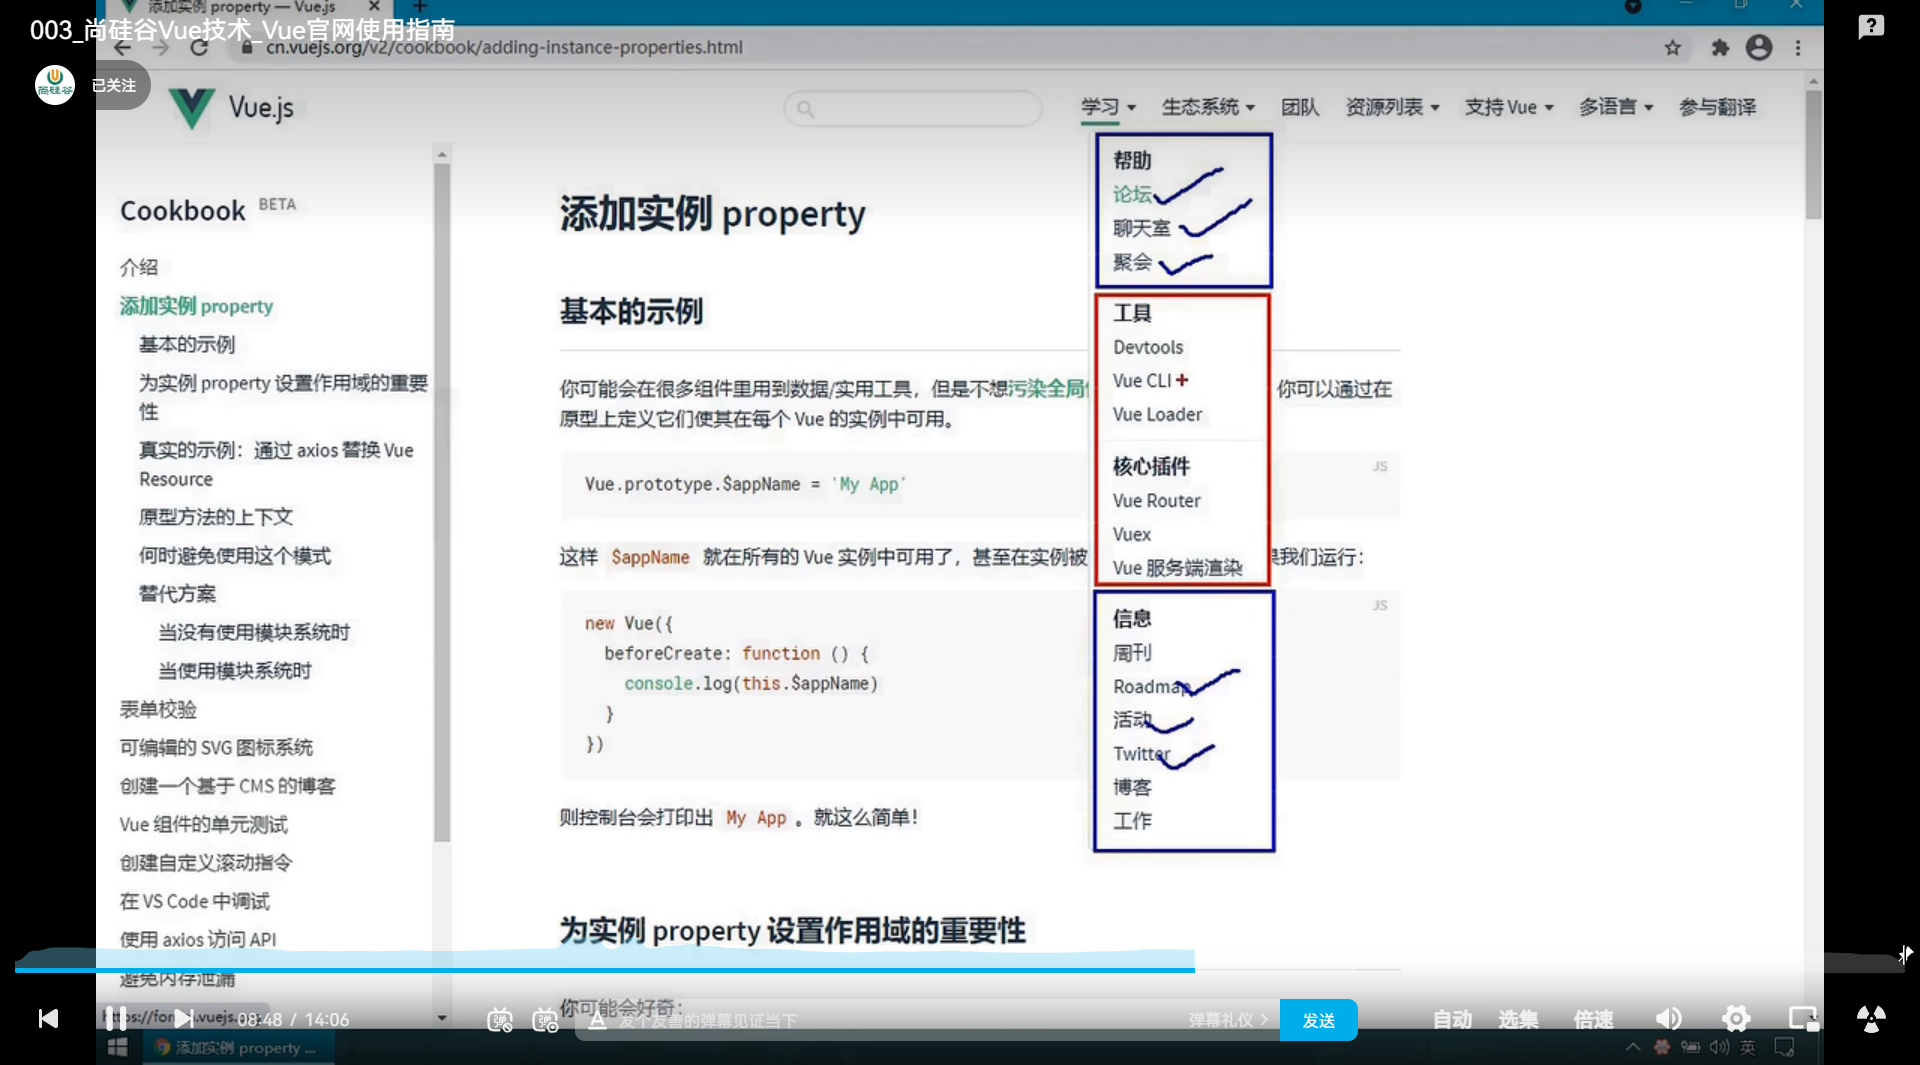 添加实例 property — Vue.js
003_尚硅谷Vue技术_Vue官网使用指南
cn.vuejs.org/v2/cookbook/adding-instance-properties.html
尚硅谷
已关注
Vue.js
学习
生态系统
团队
资源列表
支持 Vue
多语言
参与翻译
Cookbook BETA
介绍
添加实例 property
基本的示例
为实例 property 设置作用域的重要
性
真实的示例：通过 axios 替换 Vue
Resource
原型方法的上下文
何时避免使用这个模式
替代方案
当没有使用模块系统时
当使用模块系统时
表单校验
可编辑的 SVG 图标系统
创建一个基于 CMS 的博客
Vue 组件的单元测试
创建自定义滚动指令
在 VS Code 中调试
使用 axios 访问 API
避免内存泄漏
添加实例 property
基本的示例
你可能会在很多组件里用到数据/实用工具，但是不想污染全局
你可以通过在
原型上定义它们使其在每个 Vue 的实例中可用。
JS
Vue.prototype.$appName = 'My App'
这样 $appName 就在所有的 Vue 实例中可用了，甚至在实例被
我们运行：
JS
new Vue({
beforeCreate: function () {
console.log(this.$appName)
}
})
则控制台会打印出 My App 。就这么简单！
为实例 property 设置作用域的重要性
你可能会好奇：
帮助
论坛
聊天室
聚会
工具
Devtools
Vue CLI
Vue Loader
核心插件
Vue Router
Vuex
Vue 服务端渲染
信息
周刊
Roadmap
活动
Twitter
博客
工作
08:48 / 14:06
弹
弹
发个友善的弹幕见证当下
弹幕礼仪
发送
自动
选集
倍速
添加实例 property ...
英